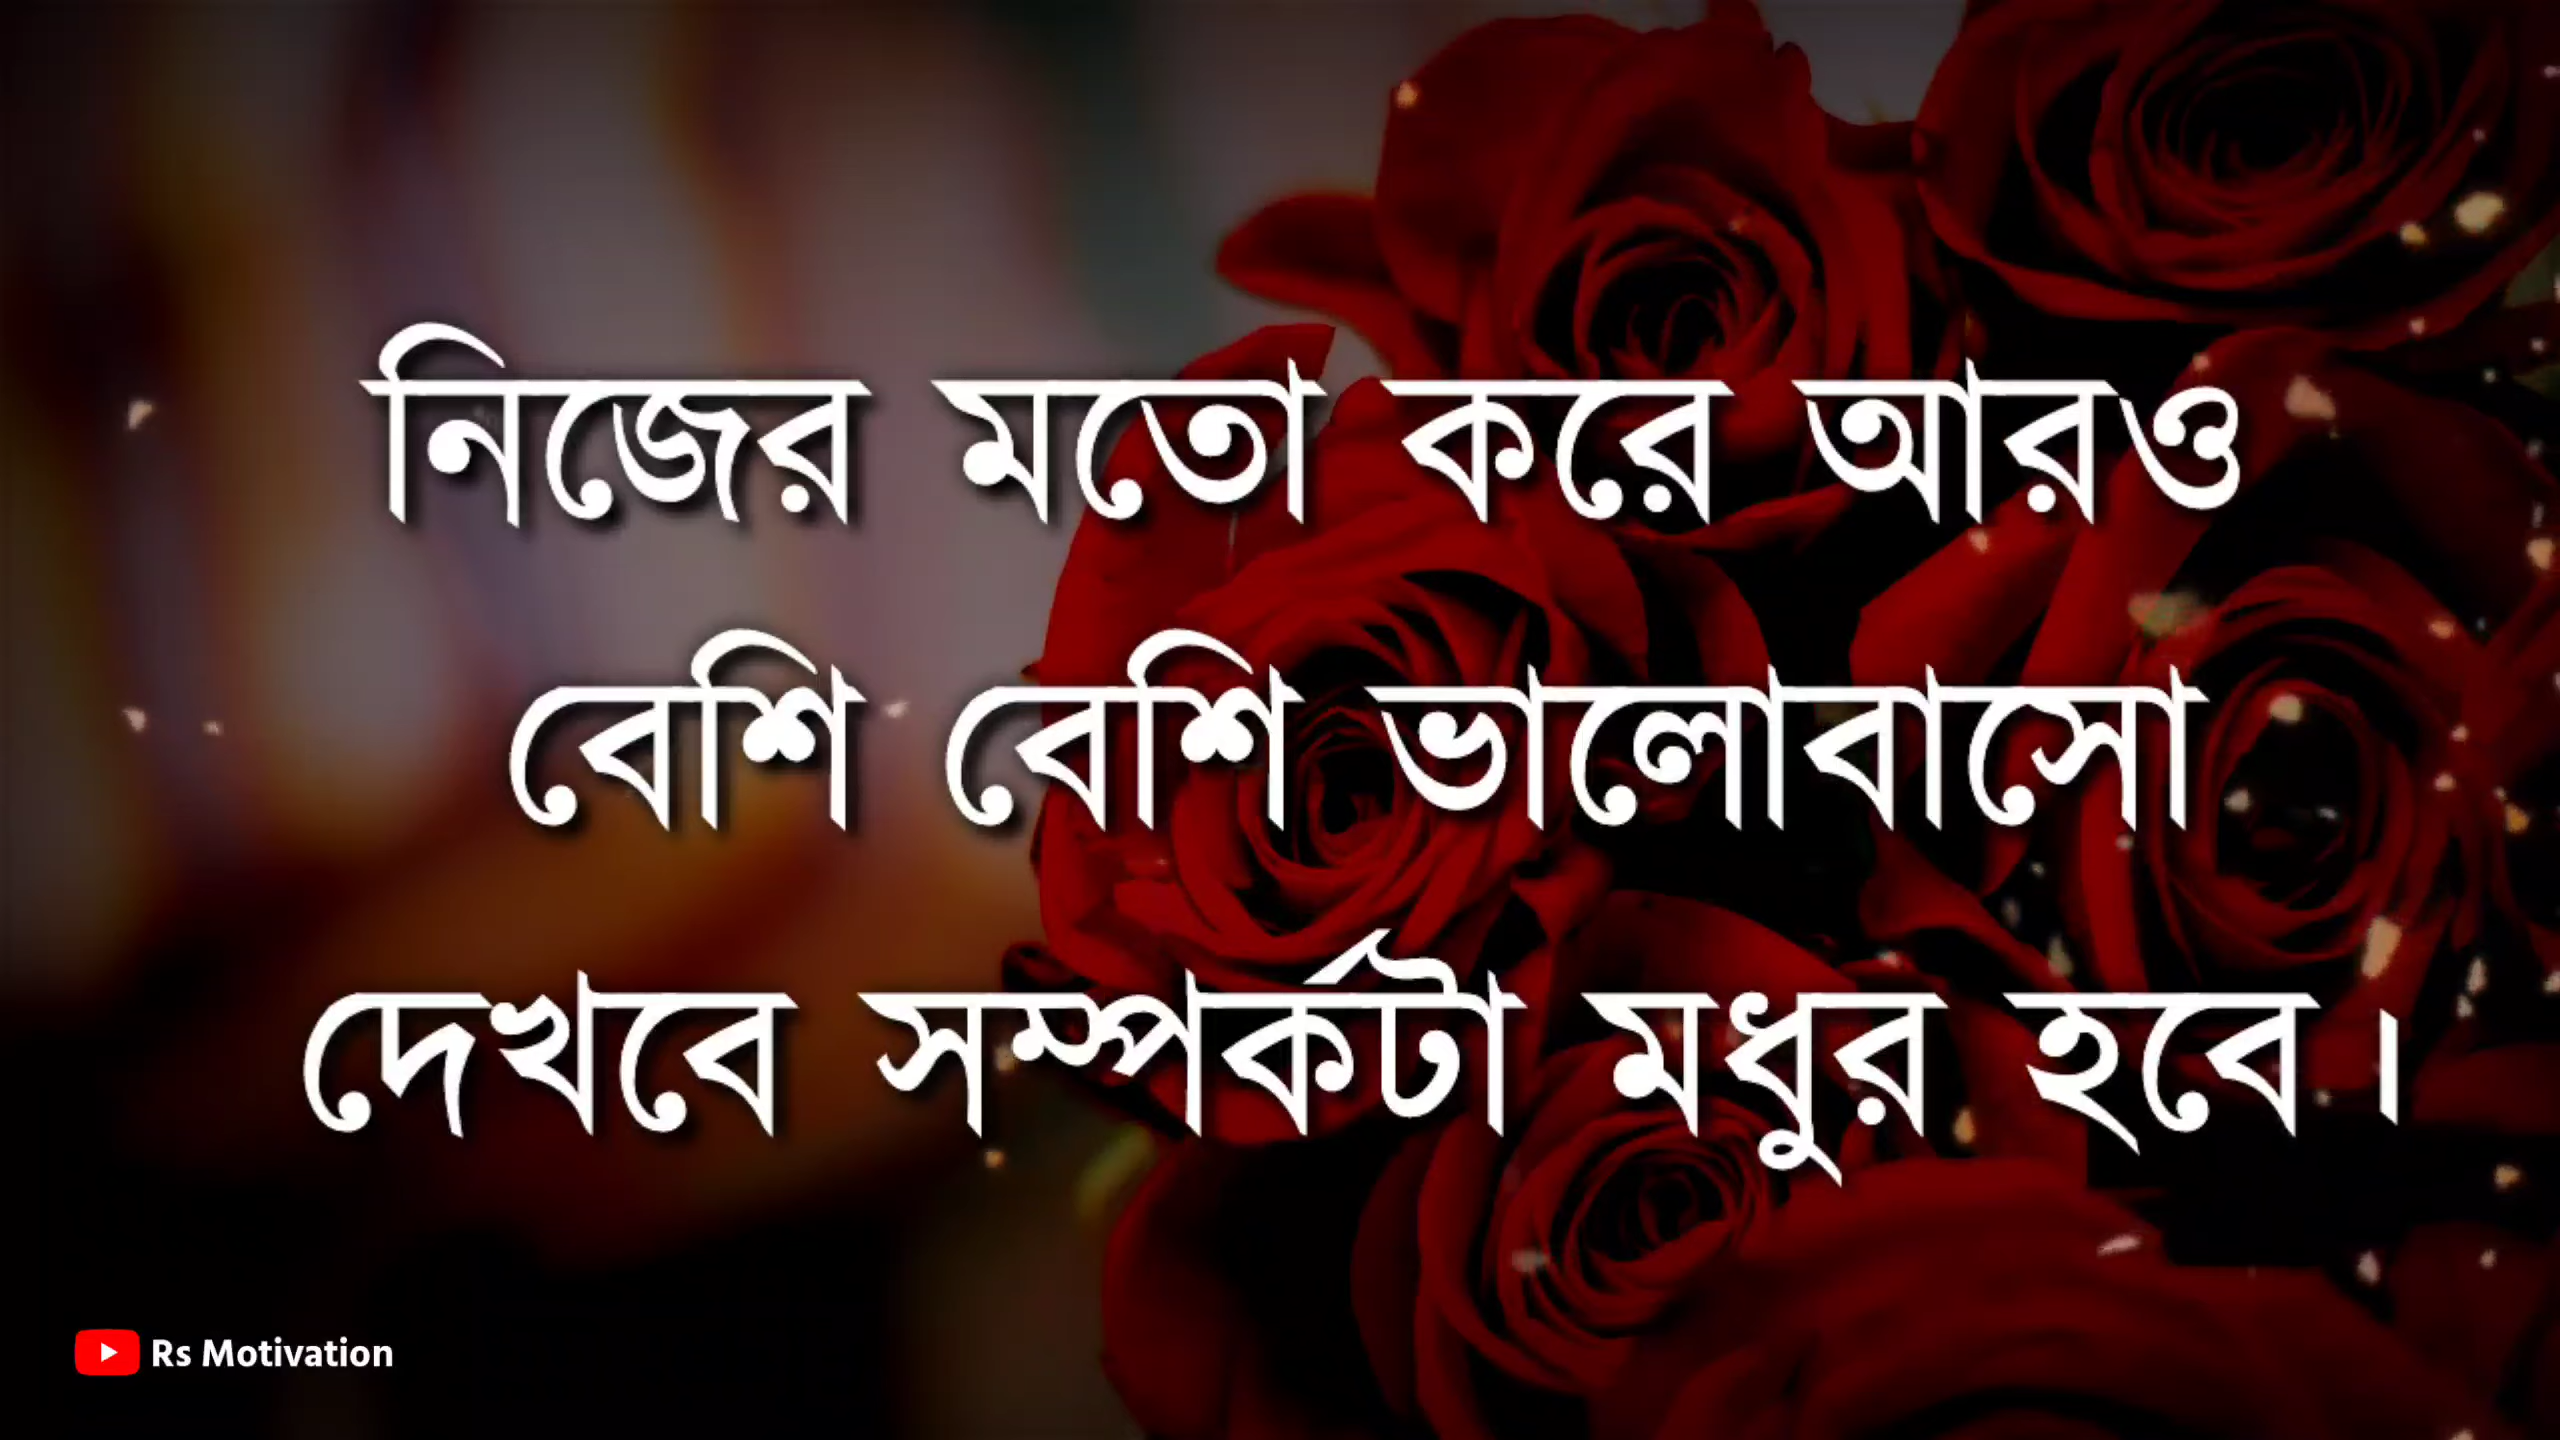 নিজের মতো করে আরও
বেশি বেশি ভালোবাসো
দেখবে সম্পর্কটা মধুর হবে।
Rs Motivation